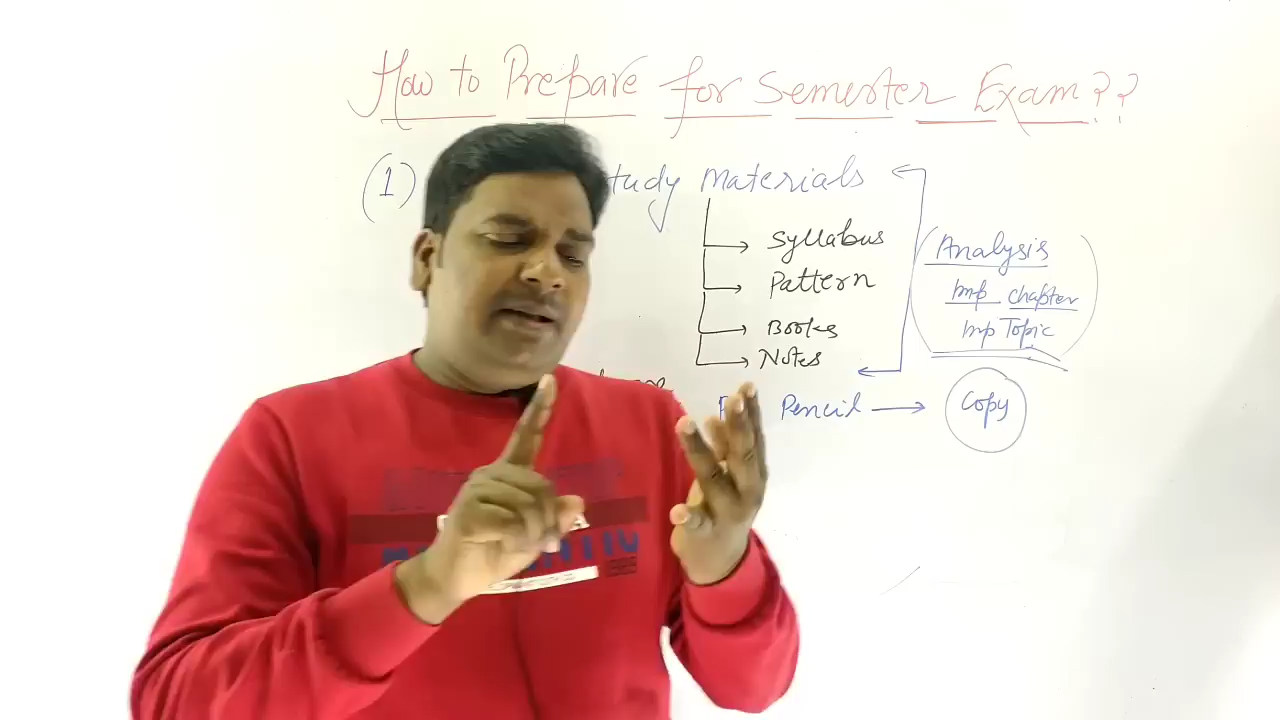 How to Prepare for Semester Exam??
(1) Study Materials
Syllabus
Pattern
Books
Notes
Analysis
Imp chapter
Imp Topic
Pencil
Copy